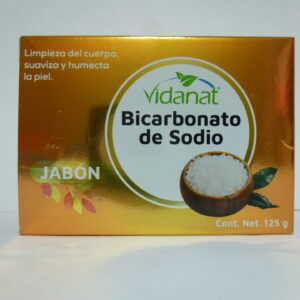 Limpieza del cuerpo,
suaviza y humecta
la piel.
Vidanat
Bicarbonato
de Sodio
JABÓN
Cont. Net. 125 g